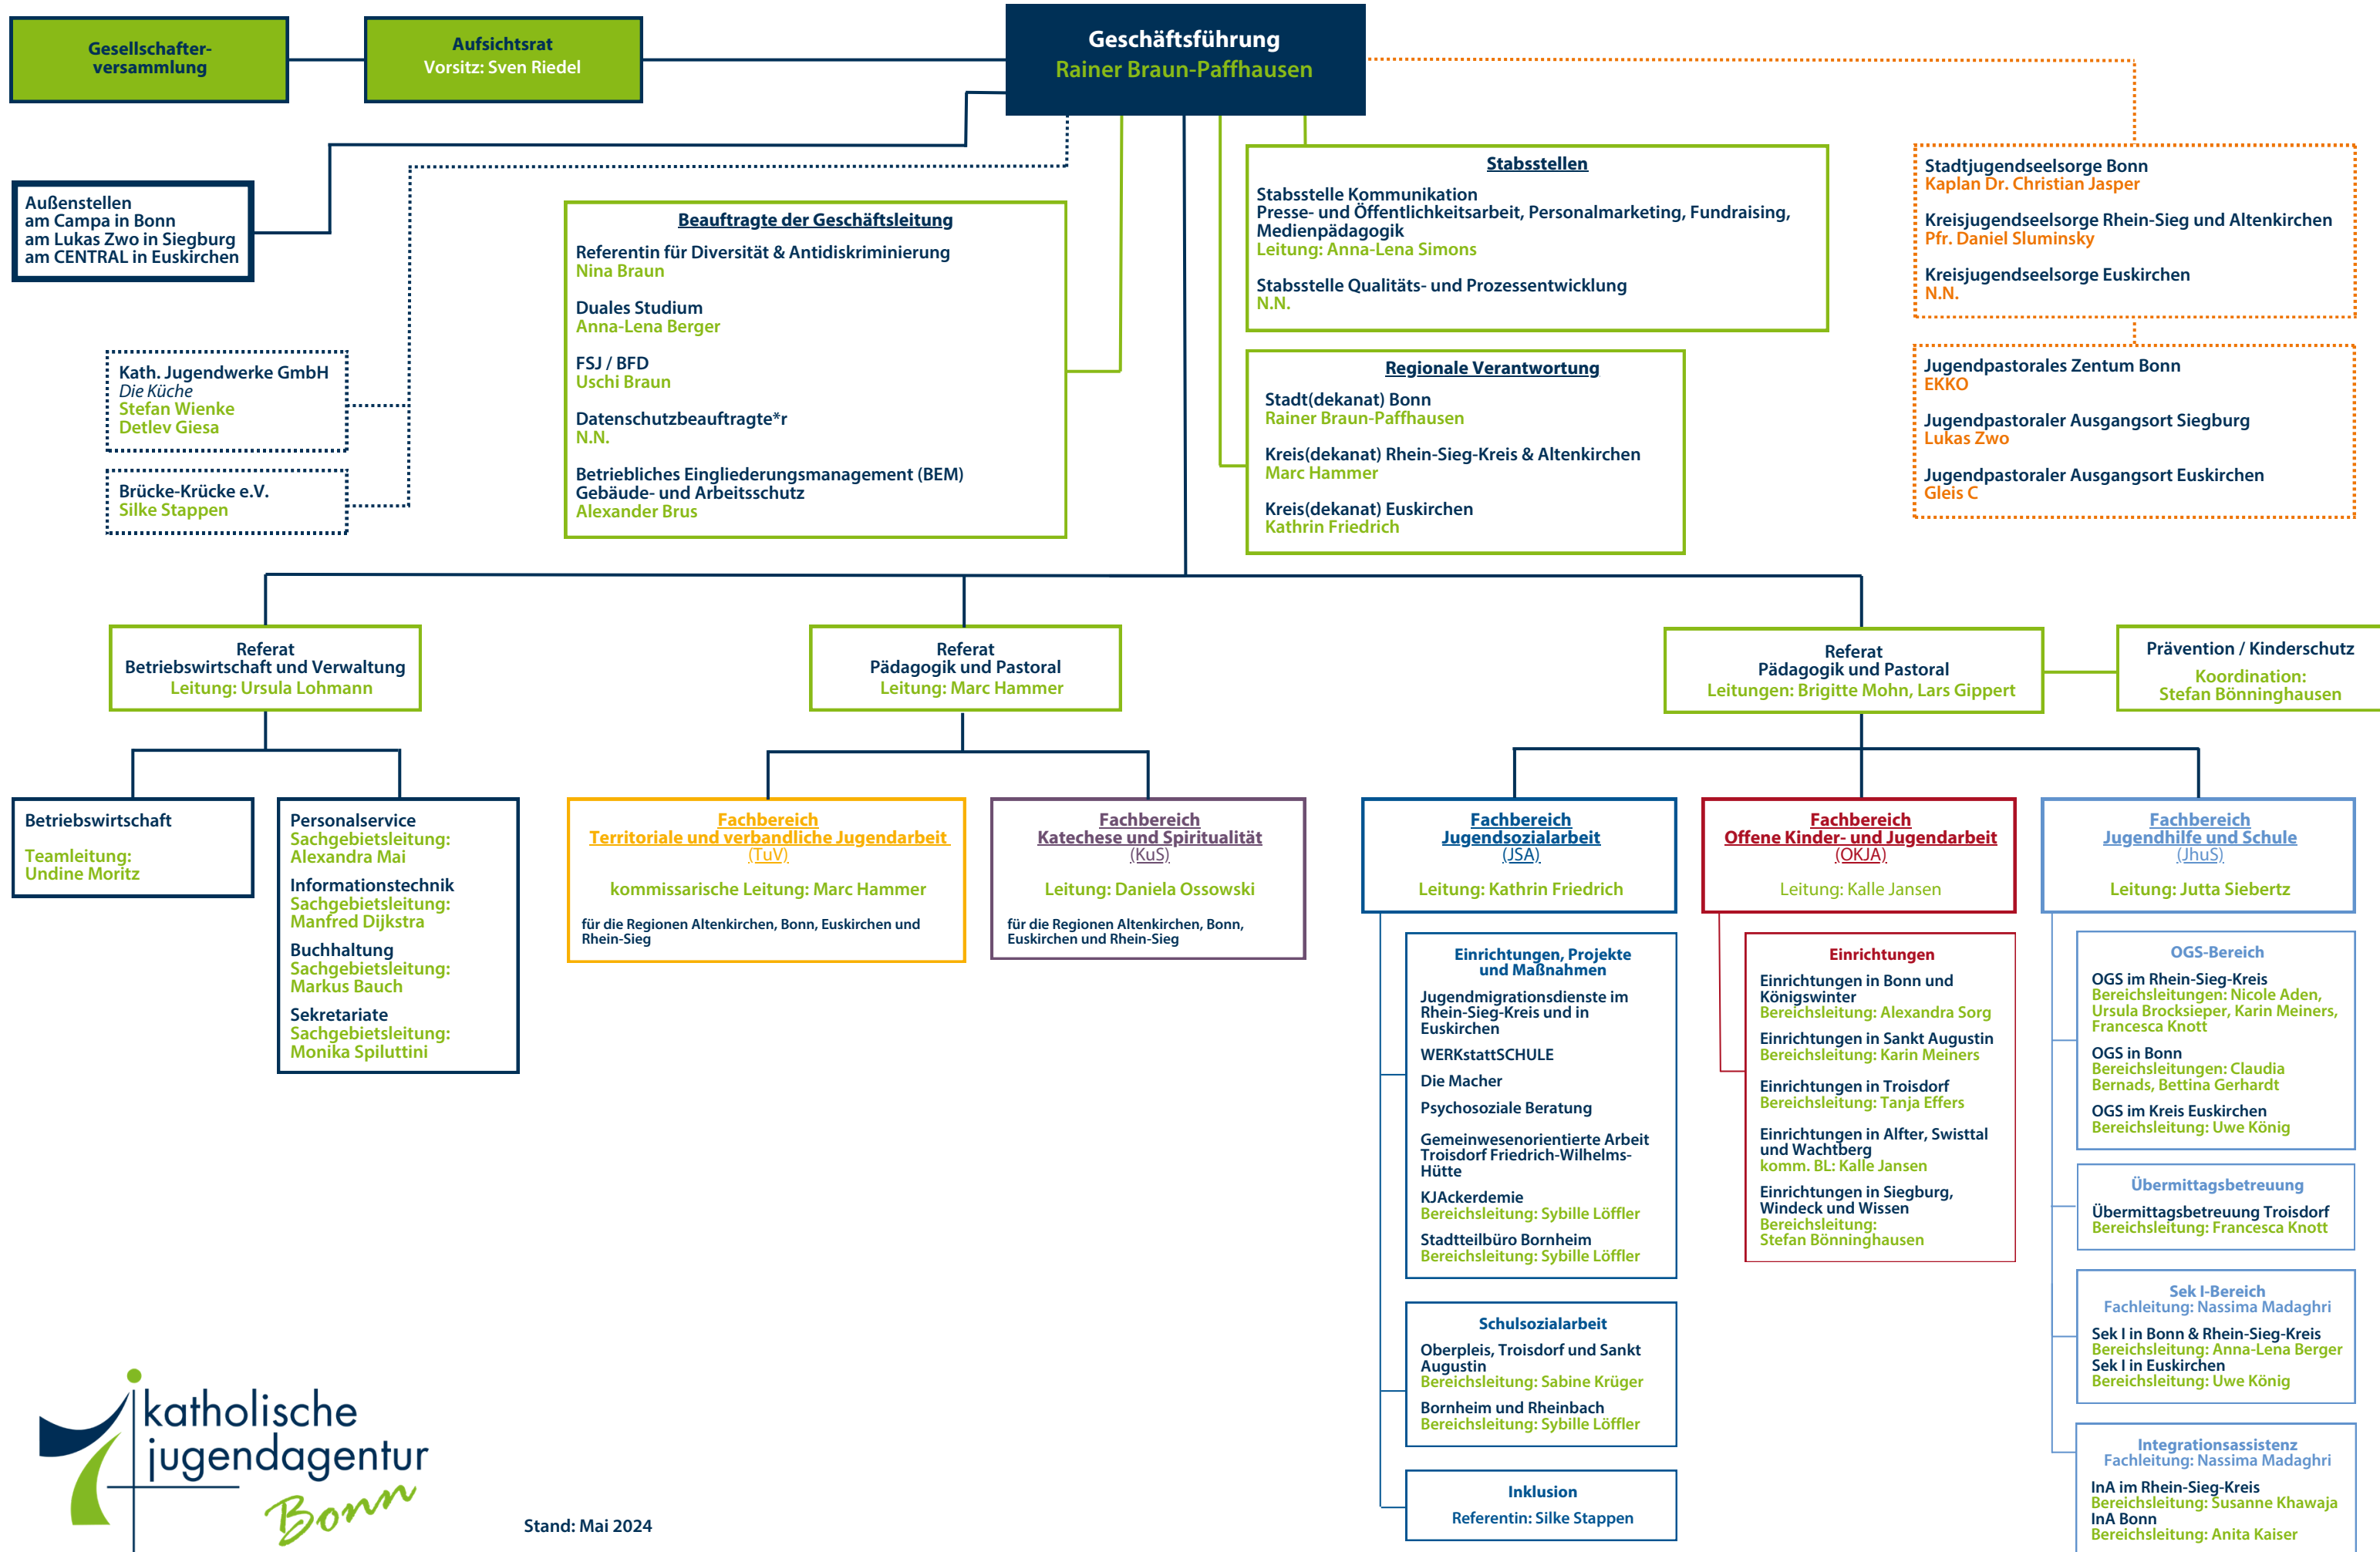 Gesellschafter-
versammlung
Aufsichtsrat
Vorsitz: Sven Riedel
Geschäftsführung
Rainer Braun-Paffhausen
Außenstellen
am Campa in Bonn
am Lukas Zwo in Siegburg
am CENTRAL in Euskirchen
Kath. Jugendwerke GmbH
Die Küche
Stefan Wienke
Detlev Giesa
Brücke-Krücke e.V.
Silke Stappen
Beauftragte der Geschäftsleitung
Referentin für Diversität & Antidiskriminierung
Nina Braun
Duales Studium
Anna-Lena Berger
FSJ / BFD
Uschi Braun
Datenschutzbeauftragte*r
N.N.
Betriebliches Eingliederungsmanagement (BEM)
Gebäude- und Arbeitsschutz
Alexander Brus
Stabsstellen
Stabsstelle Kommunikation
Presse- und Öffentlichkeitsarbeit, Personalmarketing, Fundraising,
Medienpädagogik
Leitung: Anna-Lena Simons
Stabsstelle Qualitäts- und Prozessentwicklung
N.N.
Regionale Verantwortung
Stadt(dekanat) Bonn
Rainer Braun-Paffhausen
Kreis(dekanat) Rhein-Sieg-Kreis & Altenkirchen
Marc Hammer
Kreis(dekanat) Euskirchen
Kathrin Friedrich
Stadtjugendseelsorge Bonn
Kaplan Dr. Christian Jasper
Kreisjugendseelsorge Rhein-Sieg und Altenkirchen
Pfr. Daniel Sluminsky
Kreisjugendseelsorge Euskirchen
N.N.
Jugendpastorales Zentum Bonn
EKKO
Jugendpastoraler Ausgangsort Siegburg
Lukas Zwo
Jugendpastoraler Ausgangsort Euskirchen
Gleis C
Referat
Betriebswirtschaft und Verwaltung
Leitung: Ursula Lohmann
Referat
Pädagogik und Pastoral
Leitung: Marc Hammer
Referat
Pädagogik und Pastoral
Leitungen: Brigitte Mohn, Lars Gippert
Prävention / Kinderschutz
Koordination:
Stefan Bönninghausen
Betriebswirtschaft
Teamleitung:
Undine Moritz
Personalservice
Sachgebietsleitung:
Alexandra Mai
Informationstechnik
Sachgebietsleitung:
Manfred Dijkstra
Buchhaltung
Sachgebietsleitung:
Markus Bauch
Sekretariate
Sachgebietsleitung:
Monika Spiluttini
Fachbereich
Territoriale und verbandliche Jugendarbeit
(TuV)
kommissarische Leitung: Marc Hammer
für die Regionen Altenkirchen, Bonn, Euskirchen und
Rhein-Sieg
Fachbereich
Katechese und Spiritualität
(KuS)
Leitung: Daniela Ossowski
für die Regionen Altenkirchen, Bonn,
Euskirchen und Rhein-Sieg
Fachbereich
Jugendsozialarbeit
(JSA)
Leitung: Kathrin Friedrich
Einrichtungen, Projekte
und Maßnahmen
Jugendmigrationsdienste im
Rhein-Sieg-Kreis und in
Euskirchen
WERKstattSCHULE
Die Macher
Psychosoziale Beratung
Gemeinwesenorientierte Arbeit
Troisdorf Friedrich-Wilhelms-
Hütte
KJAckerdemie
Bereichsleitung: Sybille Löffler
Stadtteilbüro Bornheim
Bereichsleitung: Sybille Löffler
Schulsozialarbeit
Oberpleis, Troisdorf und Sankt
Augustin
Bereichsleitung: Sabine Krüger
Bornheim und Rheinbach
Bereichsleitung: Sybille Löffler
Inklusion
Referentin: Silke Stappen
Fachbereich
Offene Kinder- und Jugendarbeit
(OKJA)
Leitung: Kalle Jansen
Einrichtungen
Einrichtungen in Bonn und
Königswinter
Bereichsleitung: Alexandra Sorg
Einrichtungen in Sankt Augustin
Bereichsleitung: Karin Meiners
Einrichtungen in Troisdorf
Bereichsleitung: Tanja Effers
Einrichtungen in Alfter, Swisttal
und Wachtberg
komm. BL: Kalle Jansen
Einrichtungen in Siegburg,
Windeck und Wissen
Bereichsleitung:
Stefan Bönninghausen
Fachbereich
Jugendhilfe und Schule
(JhuS)
Leitung: Jutta Siebertz
OGS-Bereich
OGS im Rhein-Sieg-Kreis
Bereichsleitungen: Nicole Aden,
Ursula Brocksieper, Karin Meiners,
Francesca Knott
OGS in Bonn
Bereichsleitungen: Claudia
Bernads, Bettina Gerhardt
OGS im Kreis Euskirchen
Bereichsleitung: Uwe König
Übermittagsbetreuung
Übermittagsbetreuung Troisdorf
Bereichsleitung: Francesca Knott
Sek I-Bereich
Fachleitung: Nassima Madaghri
Sek I in Bonn & Rhein-Sieg-Kreis
Bereichsleitung: Anna-Lena Berger
Sek I in Euskirchen
Bereichsleitung: Uwe König
Integrationsassistenz
Fachleitung: Nassima Madaghri
InA im Rhein-Sieg-Kreis
Bereichsleitung: Susanne Khawaja
InA Bonn
Bereichsleitung: Anita Kaiser
katholische
jugendagentur
Bonn
Stand: Mai 2024